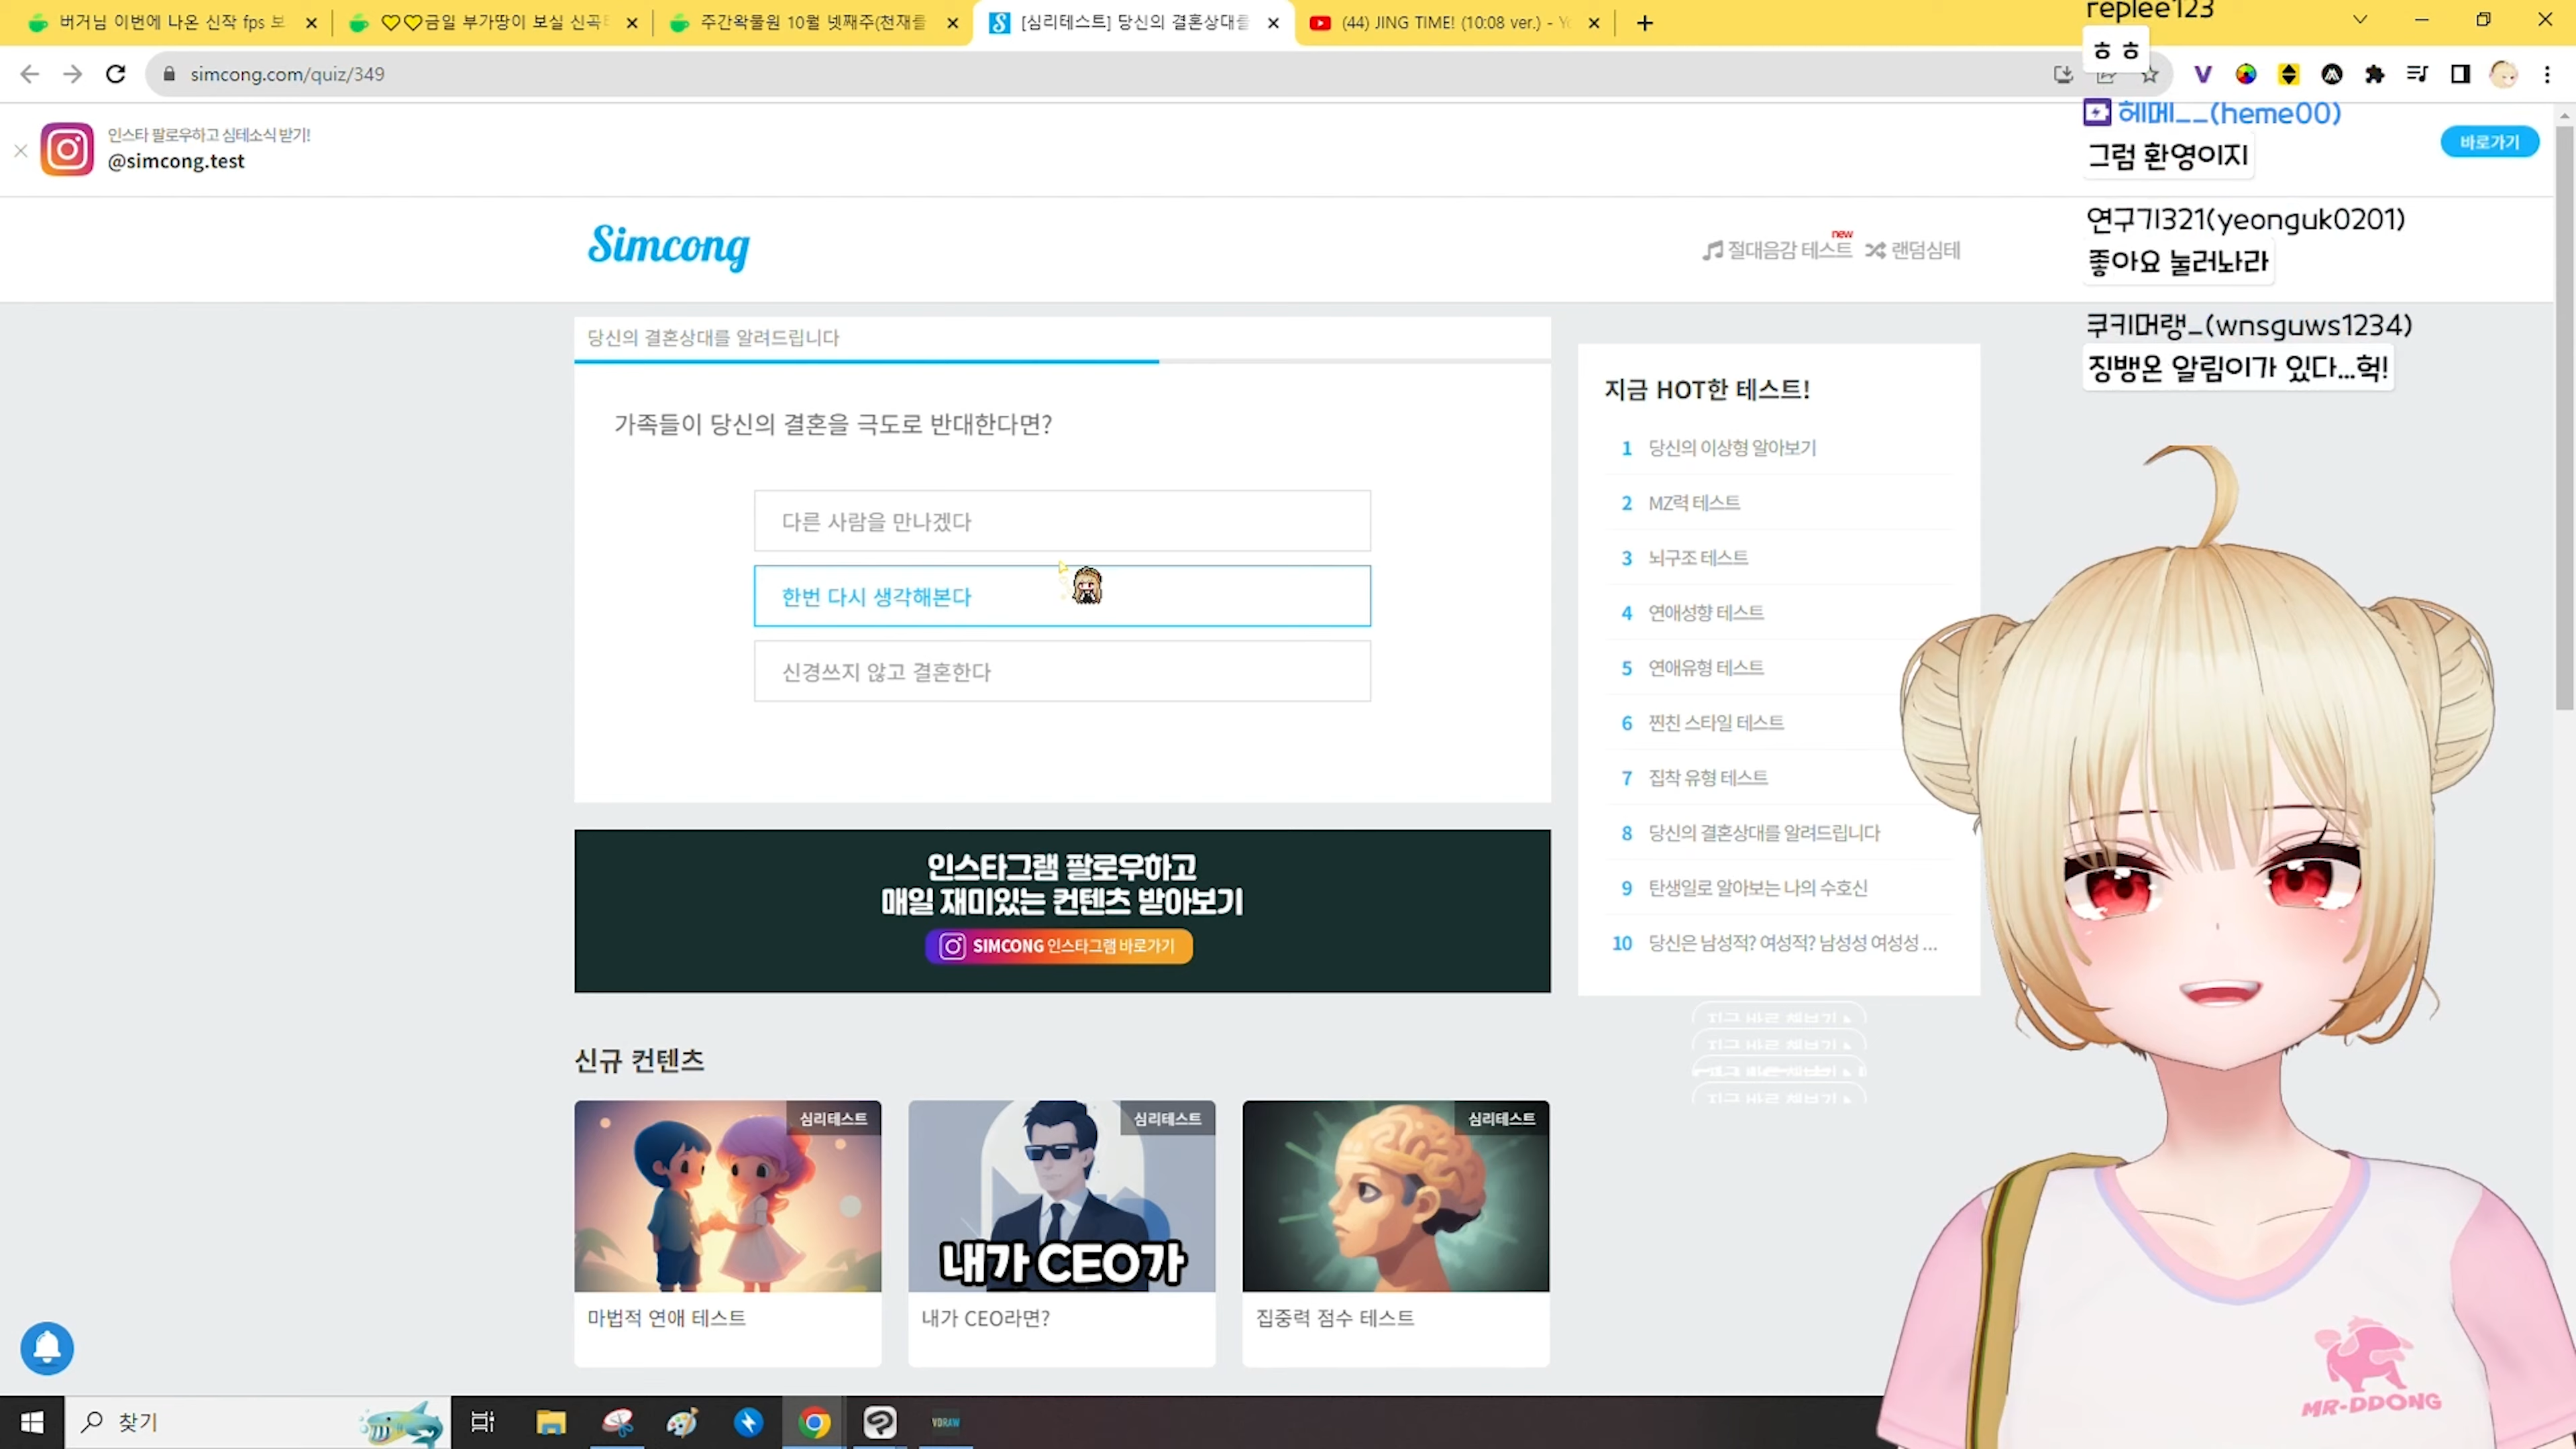 버거님 이번에 나온 신작 fps 보
♡♡금일 부가땅이 보실 신곡
주간왁물원 10월 넷째주(천재들
[심리테스트] 당신의 결혼상대를
(44) JING TIME! (10:08 ver.) - Yo
simcong.com/quiz/349
replee123
ㅎㅎ
헤메__(heme00)
그럼 환영이지
연구기321(yeonguk0201)
좋아요 눌러놔라
쿠키머랭_(wnsguws1234)
징뱅온 알림이가 있다...헉!
인스타 팔로우하고 심테소식 받기!
@simcong.test
바로가기
Simcong
절대음감 테스트 new
랜덤심테
당신의 결혼상대를 알려드립니다
가족들이 당신의 결혼을 극도로 반대한다면?
다른 사람을 만나겠다
한번 다시 생각해본다
신경쓰지 않고 결혼한다
지금 HOT한 테스트!
1 당신의 이상형 알아보기
2 MZ력 테스트
3 뇌구조 테스트
4 연애성향 테스트
5 연애유형 테스트
6 찐친 스타일 테스트
7 집착 유형 테스트
8 당신의 결혼상대를 알려드립니다
9 탄생일로 알아보는 나의 수호신
10 당신은 남성적? 여성적? 남성성 여성성 ...
인스타그램 팔로우하고
매일 재미있는 컨텐츠 받아보기
SIMCONG 인스타그램 바로가기
신규 컨텐츠
심리테스트
심리테스트
심리테스트
내가 CEO가
마법적 연애 테스트
내가 CEO라면?
집중력 점수 테스트
MR-DDONG
찾기
VDRAW